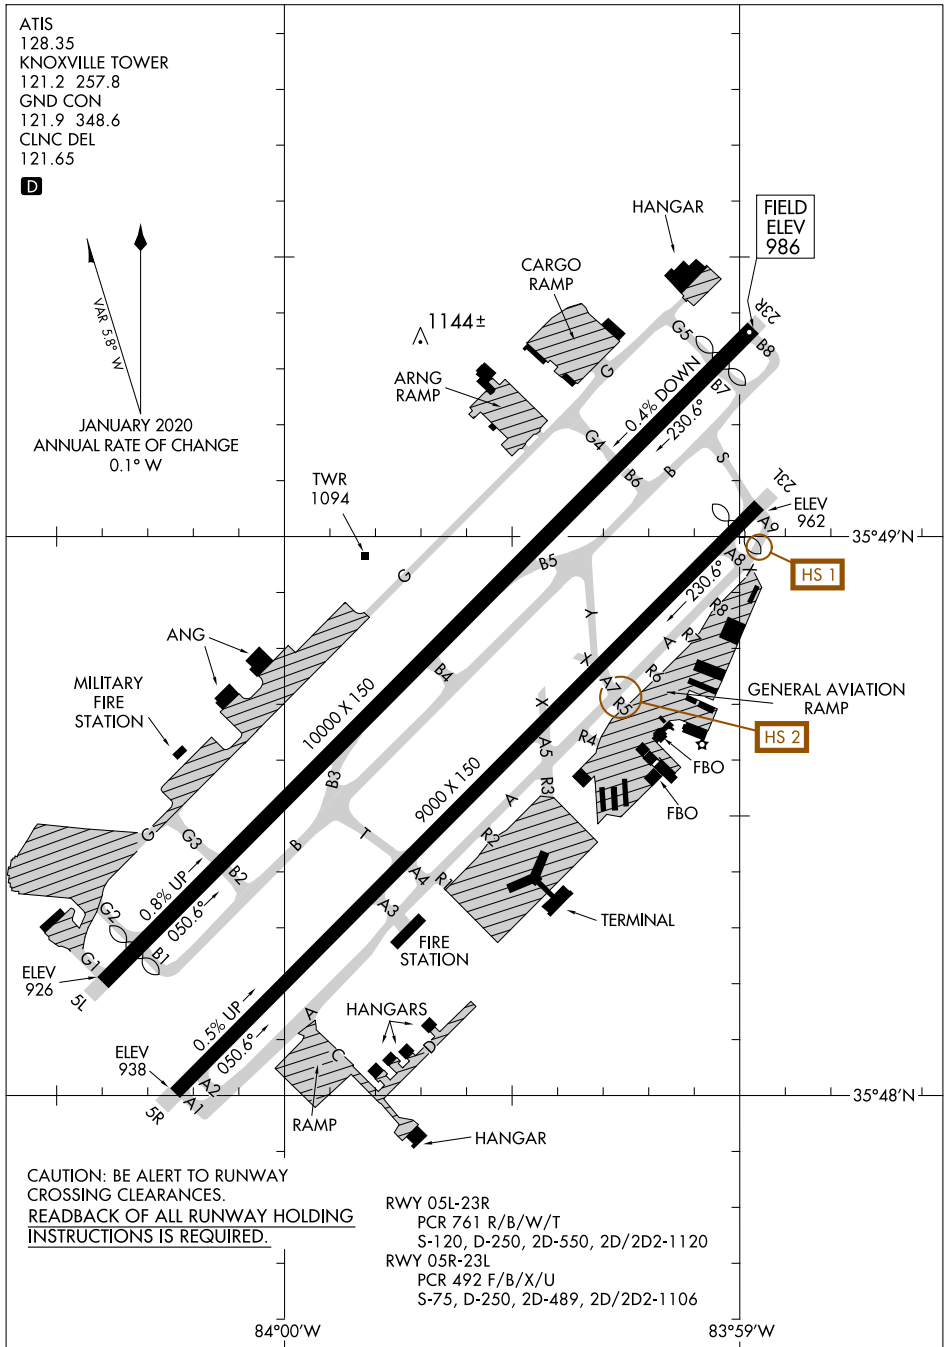 ATIS
128.35
KNOXVILLE TOWER
121.2 257.8
GND CON
121.9 348.6
CLNC DEL
121.65
D
VAR 5.8° W
JANUARY 2020
ANNUAL RATE OF CHANGE
0.1° W
HANGAR
FIELD
ELEV
986
CARGO
RAMP
1144±
ARNG
RAMP
23R
G5
B8
B7
G
0.4% DOWN
230.6°
G4
B6
B
S
23L
TWR
1094
ELEV
962
A9
35°49'N
A8
HS 1
X
G
B5
230.6°
R8
Y
R7
A
ANG
X
R6
B4
A7
R5
GENERAL AVIATION
RAMP
MILITARY
FIRE
STATION
10000 X 150
X
HS 2
R4
A5
FBO
B3
9000 X 150
R3
FBO
A
G
G3
B
T
R2
B2
A4
R1
0.8% UP
050.6°
G2
A3
TERMINAL
FIRE
STATION
B1
G1
ELEV
926
5L
HANGARS
A
0.5% UP
050.6°
C
D
ELEV
938
A2
A1
5R
35°48'N
RAMP
HANGAR
CAUTION: BE ALERT TO RUNWAY
CROSSING CLEARANCES.
READBACK OF ALL RUNWAY HOLDING
INSTRUCTIONS IS REQUIRED.
RWY 05L-23R
PCR 761 R/B/W/T
S-120, D-250, 2D-550, 2D/2D2-1120
RWY 05R-23L
PCR 492 F/B/X/U
S-75, D-250, 2D-489, 2D/2D2-1106
84°00'W
83°59'W